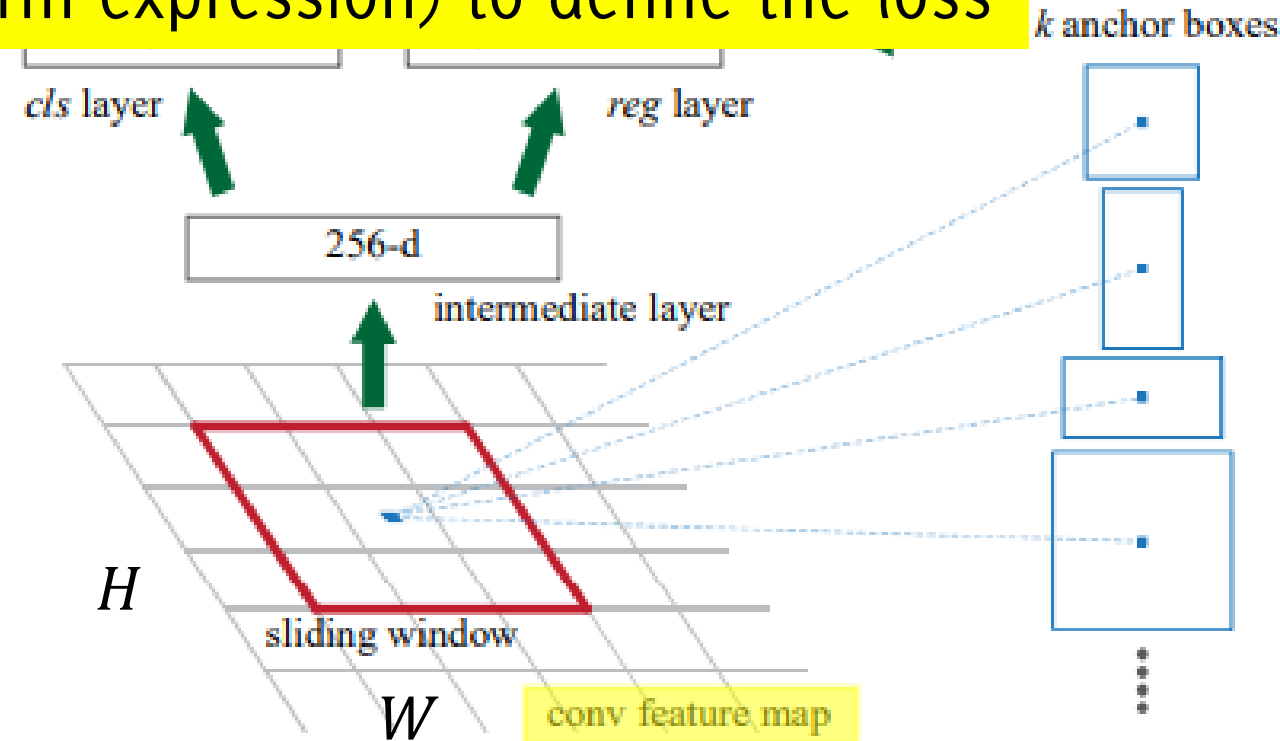 expression) to define the loss
k anchor boxes
cls layer
reg layer
256-d
intermediate layer
H
sliding window
W
conv feature map